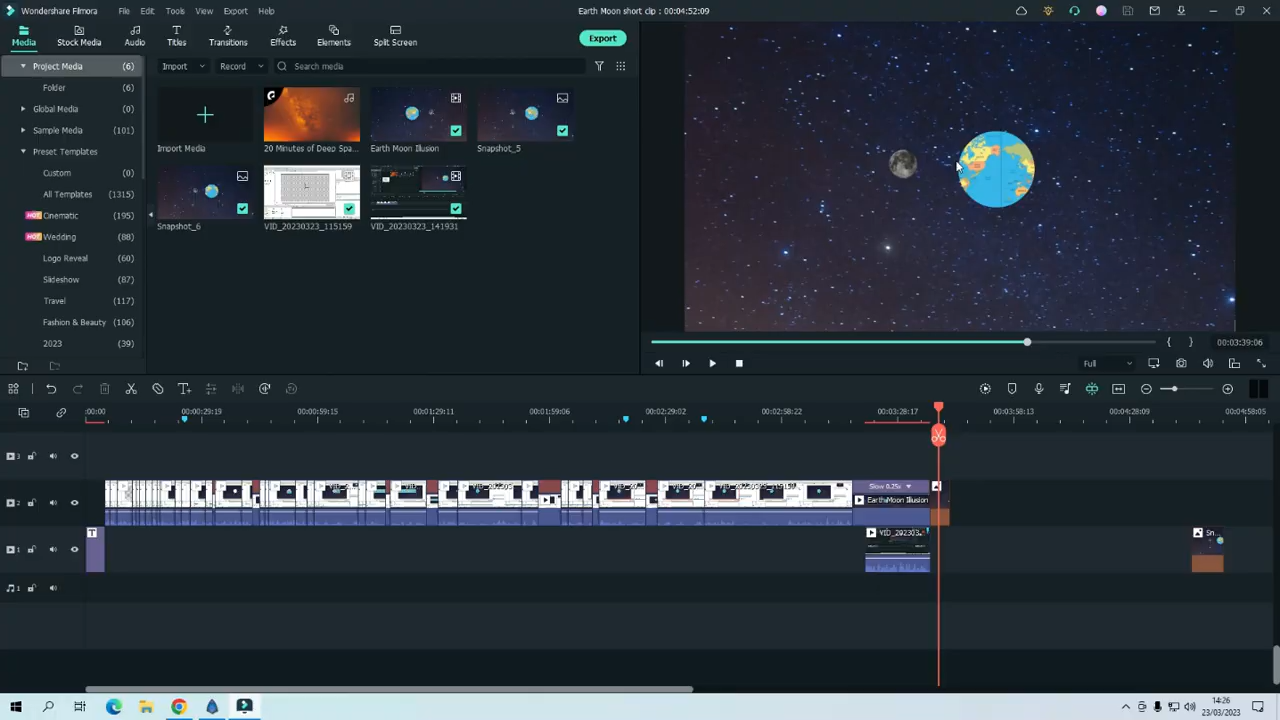 Wondershare Filmora
File
Tools
View
Export
Help
Earth Moon short clip : 00:04:52:09
Media
Stock Media
Audio
Titles
Transitions
Effects
Elements
Split Screen
Export
Project Media (6)
Folder (6)
Global Media (0)
Sample Media (101)
Preset Templates
Custom
All Templates (1315)
Cinematic (195)
Wedding (88)
Logo Reveal (60)
Slideshow (87)
Travel (117)
Fashion & Beauty (106)
2023 (39)
Import
Record
Search media
Import Media
20 Minutes of Deep Spa...
Earth Moon Illusion
Snapshot_5
Snapshot_6
VID_20230323_115159
VID_20230323_141931
00:03:39:06
Full
:00:00
00:00:29:19
00:00:59:15
00:01:29:11
00:01:59:06
00:02:29:02
00:02:58:22
00:03:28:17
00:03:58:13
00:04:28:09
00:04:58:05
3
2
Slow 0.25x
Earth Moon Illusion
1
VID_202303...
Sn...
1
14:26
23/03/2023